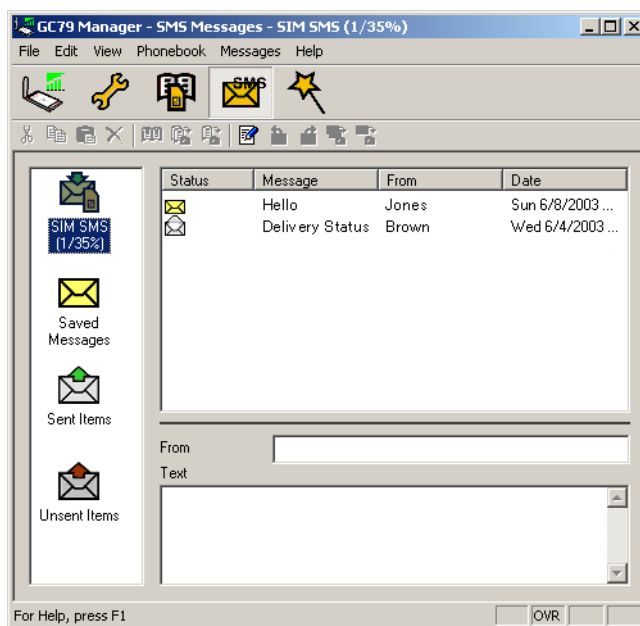 GC79 Manager - SMS Messages - SIM SMS (1/35%)
File Edit View Phonebook Messages Help
SMS
Status Message From Date
Hello Jones Sun 6/8/2003 ...
Delivery Status Brown Wed 6/4/2003 ...
SIM SMS
(1/35%)
Saved
Messages
Sent Items
Unsent Items
From
Text
For Help, press F1 OVR